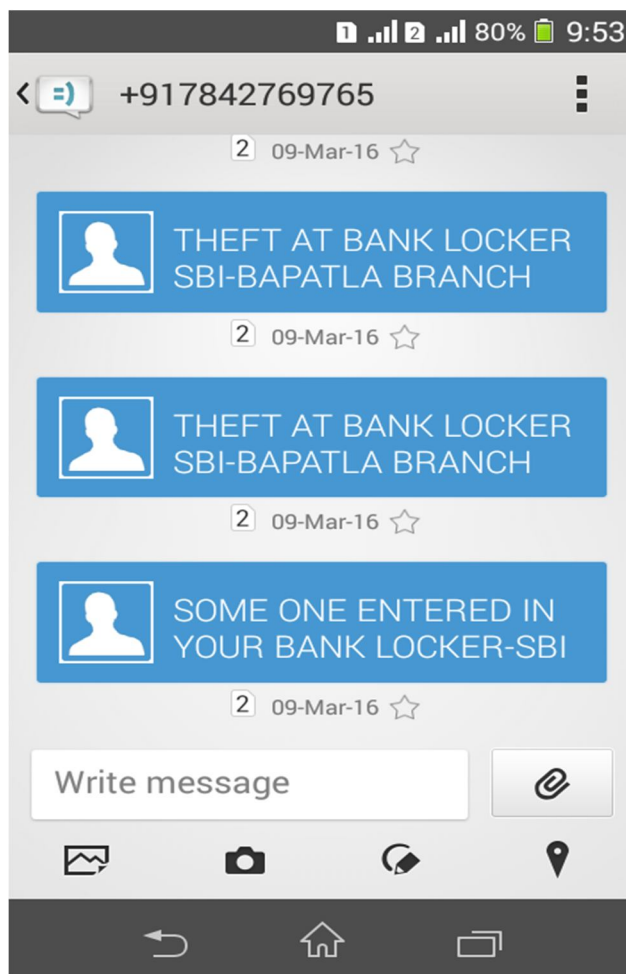 1 2 80% 9:53
=) +917842769765
2 09-Mar-16
THEFT AT BANK LOCKER
SBI-BAPATLA BRANCH
2 09-Mar-16
THEFT AT BANK LOCKER
SBI-BAPATLA BRANCH
2 09-Mar-16
SOME ONE ENTERED IN
YOUR BANK LOCKER-SBI
2 09-Mar-16
Write message